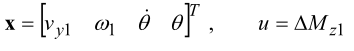 𝐱 = [v_{y1} ω_1 θ̇ θ]^T , u = ΔM_{z1}